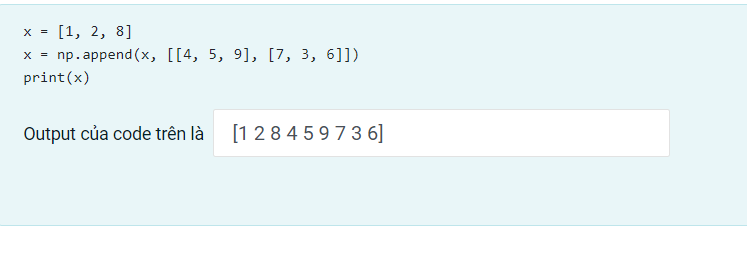 x = [1, 2, 8]
x = np.append(x, [[4, 5, 9], [7, 3, 6]])
print(x)
Output của code trên là [1 2 8 4 5 9 7 3 6]